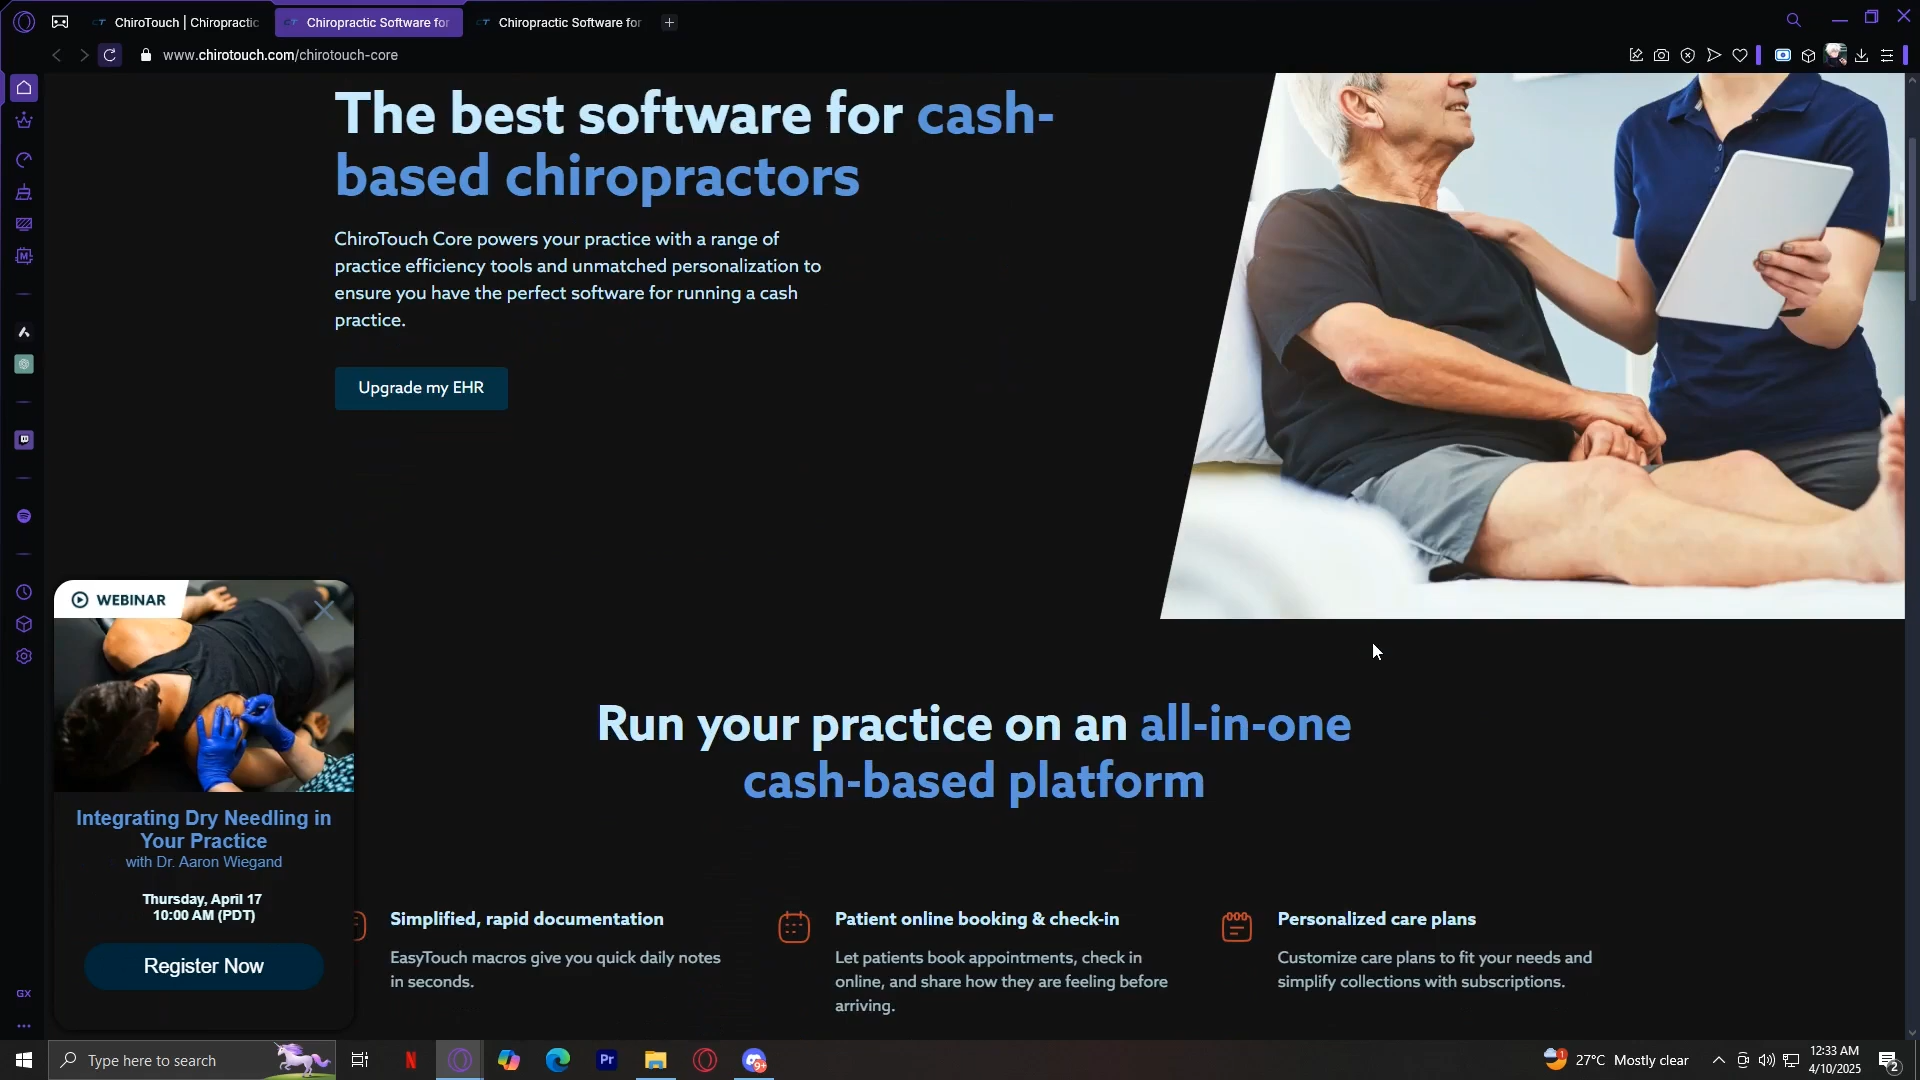 ChiroTouch | Chiropractic
Chiropractic Software for
Chiropractic Software for
www.chirotouch.com/chirotouch-core
The best software for cash-
based chiropractors
ChiroTouch Core powers your practice with a range of
practice efficiency tools and unmatched personalization to
ensure you have the perfect software for running a cash
practice.
Upgrade my EHR
WEBINAR
Integrating Dry Needling in
Your Practice
with Dr. Aaron Wiegand
Thursday, April 17
10:00 AM (PDT)
Register Now
Run your practice on an all-in-one
cash-based platform
Simplified, rapid documentation
EasyTouch macros give you quick daily notes
in seconds.
Patient online booking & check-in
Let patients book appointments, check in
online, and share how they are feeling before
arriving.
Personalized care plans
Customize care plans to fit your needs and
simplify collections with subscriptions.
GX
Type here to search
Pr
9+
1
27°C Mostly clear
12:33 AM
4/10/2025
2